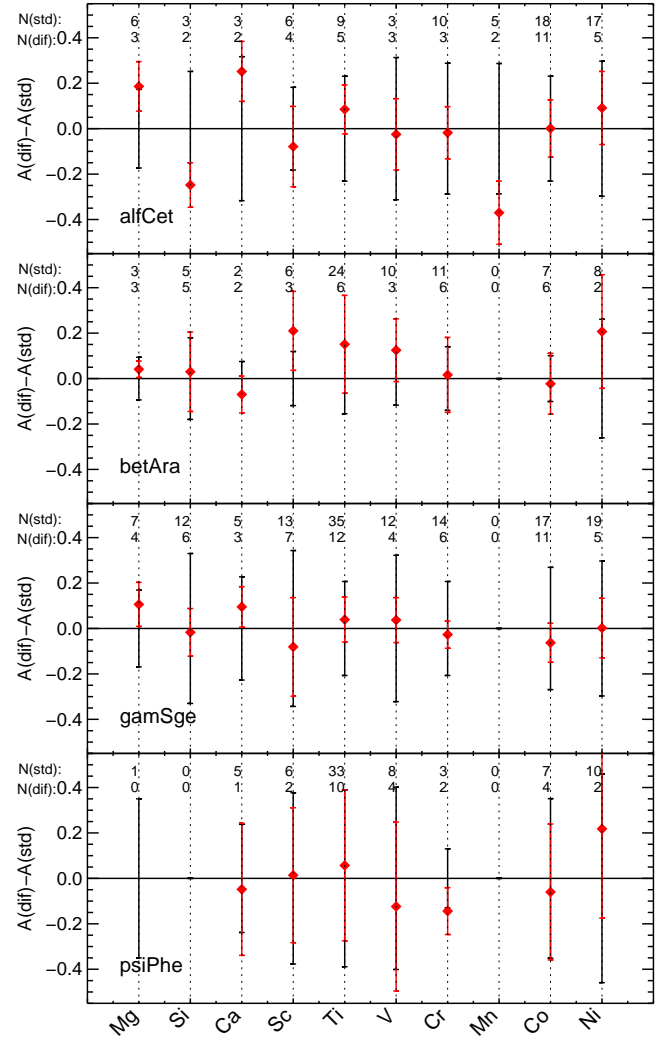 N(std): 6 3 3 6 9 3 10 5 18 17
N(dif): 3 2 2 4 5 3 3 2 11 5
0.4
0.2
0.0
−0.2
−0.4
A(dif)−A(std)
alfCet
N(std): 3 5 2 6 24 10 11 0 7 8
N(dif): 3 5 2 3 6 3 6 0 6 2
0.4
0.2
0.0
−0.2
−0.4
A(dif)−A(std)
betAra
N(std): 7 12 5 13 35 12 14 0 17 19
N(dif): 4 6 3 7 12 4 6 0 11 5
0.4
0.2
0.0
−0.2
−0.4
A(dif)−A(std)
gamSge
N(std): 1 0 5 6 33 8 3 0 7 10
N(dif): 0 0 1 2 10 4 2 0 4 2
0.4
0.2
0.0
−0.2
−0.4
A(dif)−A(std)
psiPhe
Mg Si Ca Sc Ti V Cr Mn Co Ni